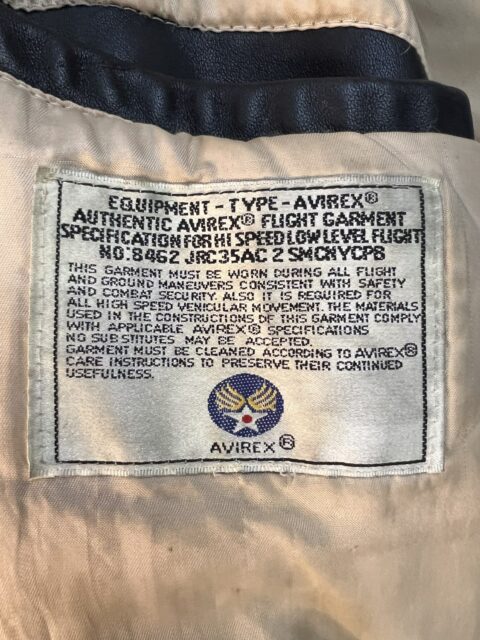 EQUIPMENT-TYPE-AVIREX®
AUTHENTIC AVIREX® FLIGHT GARMENT
SPECIFICATION FOR HI SPEED LOW LEVEL FLIGHT
NO:8462 JRC35AC 2 SMCNYCPB
THIS GARMENT MUST BE WORN DURING ALL FLIGHT
AND GROUND MANEUVERS CONSISTENT WITH SAFETY
AND COMBAT SECURITY. ALSO IT IS REQUIRED FOR
ALL HIGH SPEED VEHICULAR MOVEMENT. THE MATERIALS
USED IN THE CONSTRUCTIONS OF THIS GARMENT COMPLY
WITH APPLICABLE AVIREX® SPECIFICATIONS
NO SUBSTITUTES MAY BE ACCEPTED.
GARMENT MUST BE CLEANED ACCORDING TO AVIREX®
CARE INSTRUCTIONS TO PRESERVE THEIR CONTINUED
USEFULNESS.
AVIREX®